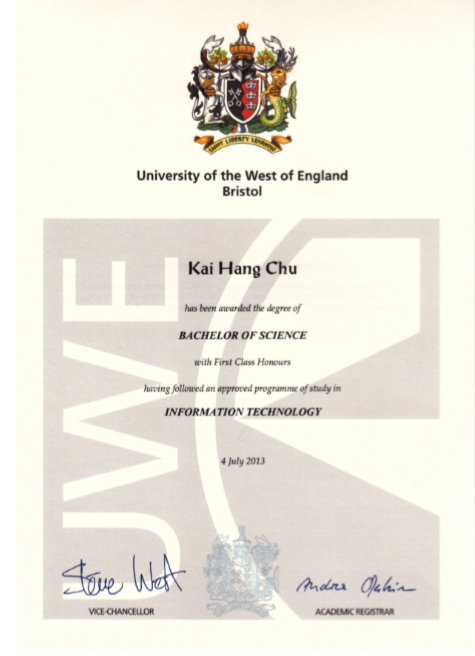 LIGHT LIBERTY LEARNING
University of the West of England
Bristol
UWE
Kai Hang Chu
has been awarded the degree of
BACHELOR OF SCIENCE
with First Class Honours
having followed an approved programme of study in
INFORMATION TECHNOLOGY
4 July 2013
Steve West
VICE-CHANCELLOR
ACADEMIC REGISTRAR